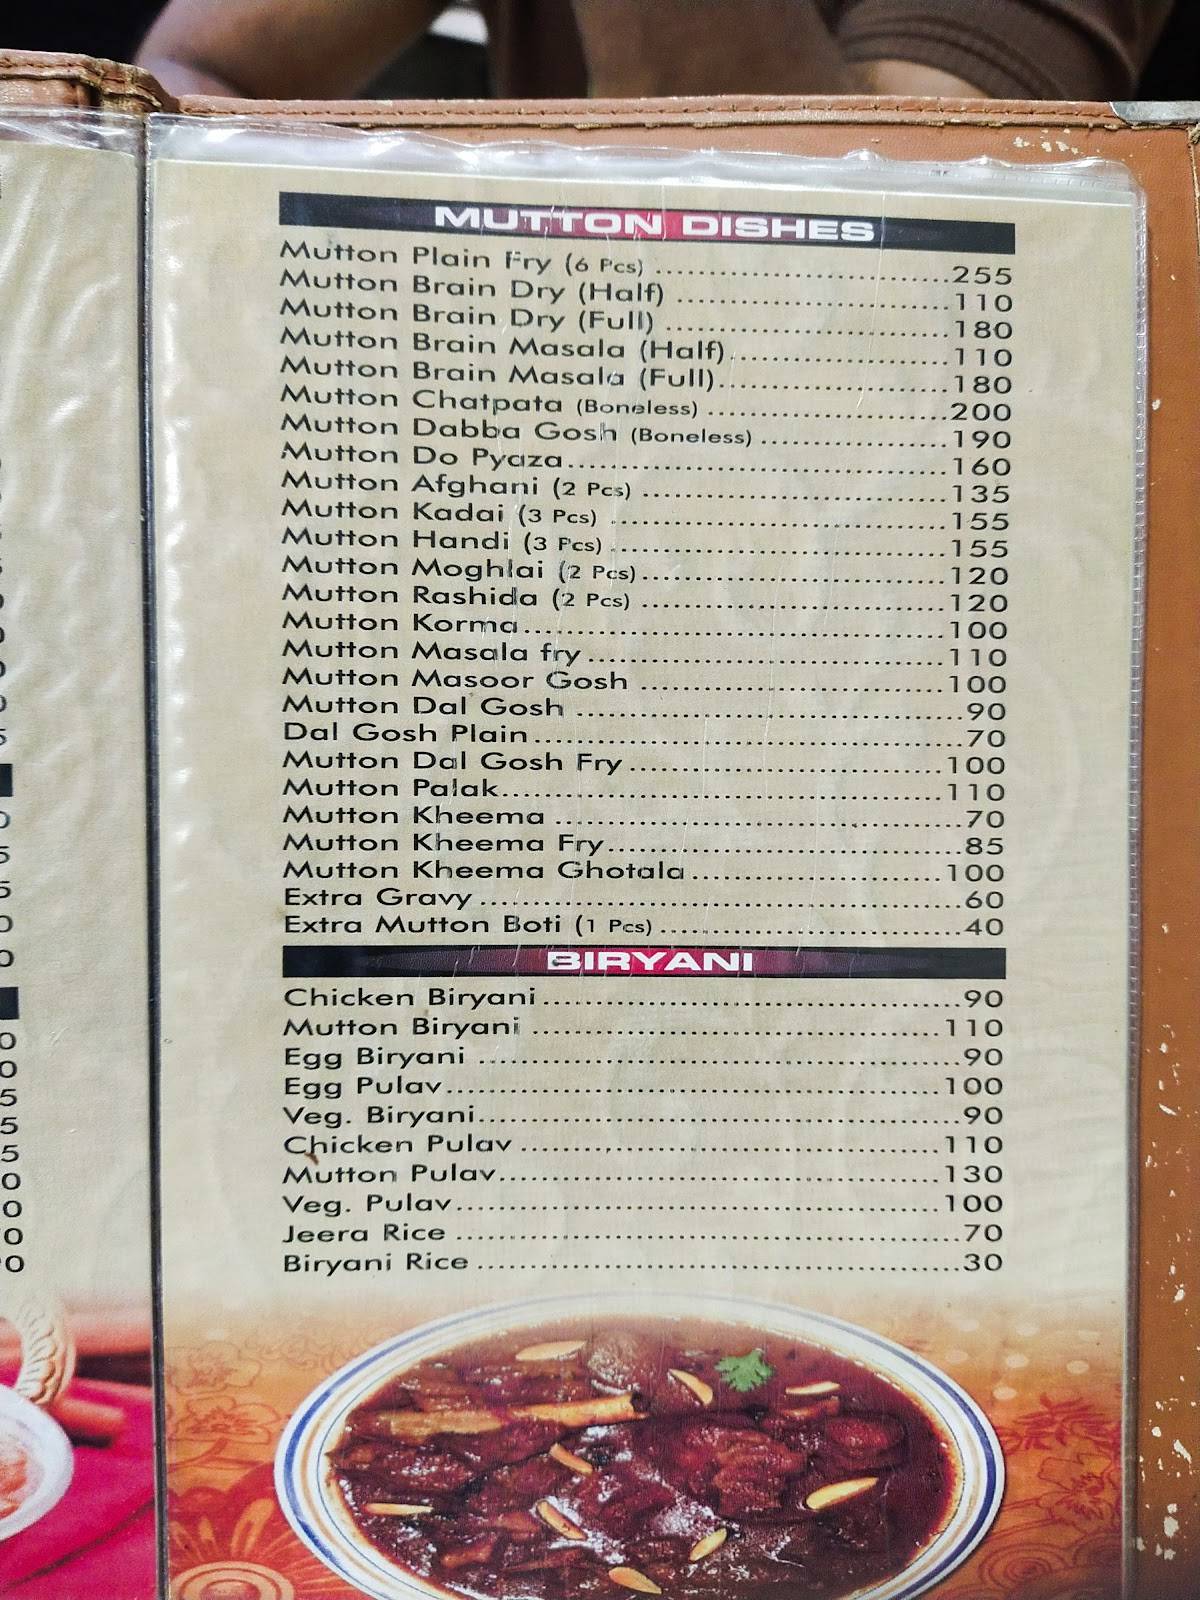 MUTTON DISHES
Mutton Plain Fry (6 Pcs) ..............................255
Mutton Brain Dry (Half) ..............................110
Mutton Brain Dry (Full) ..............................180
Mutton Brain Masala (Half)..............................110
Mutton Brain Masala (Full)..............................180
Mutton Chatpata (Boneless) ..............................200
Mutton Dabba Gosh (Boneless) ....................190
Mutton Do Pyaza..............................160
Mutton Afghani (2 Pcs) ..............................135
Mutton Kadai (3 Pcs) ..............................155
Mutton Handi (3 Pcs) ..............................155
Mutton Moghlai (2 Pcs)..............................120
Mutton Rashida (2 Pcs) ..............................120
Mutton Korma..............................100
Mutton Masala fry..............................110
Mutton Masoor Gosh ..............................100
Mutton Dal Gosh ..............................90
Dal Gosh Plain..............................70
Mutton Dal Gosh Fry..............................100
Mutton Palak..............................110
Mutton Kheema ..............................70
Mutton Kheema Fry..............................85
Mutton Kheema Ghotala..............................100
Extra Gravy..............................60
Extra Mutton Boti (1 Pcs)..............................40
BIRYANI
Chicken Biryani..............................90
Mutton Biryani ..............................110
Egg Biryani ..............................90
Egg Pulav..............................100
Veg. Biryani..............................90
Chicken Pulav..............................110
Mutton Pulav..............................130
Veg. Pulav..............................100
Jeera Rice ..............................70
Biryani Rice..............................30